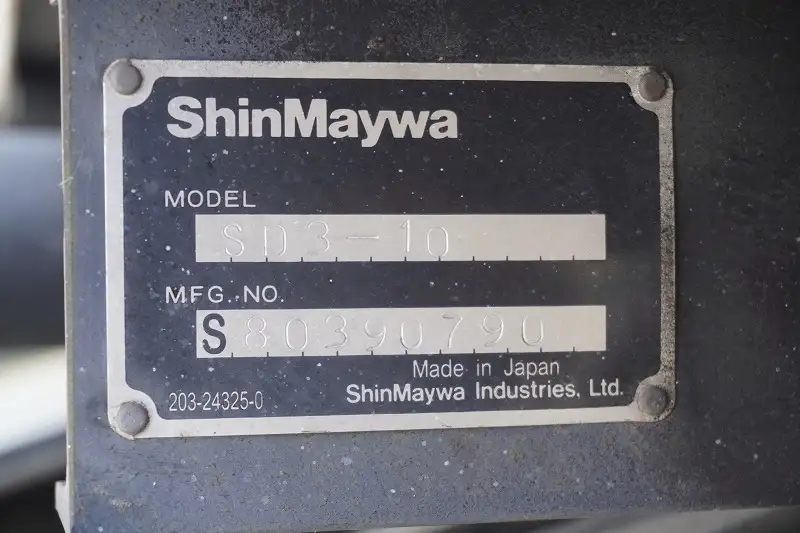 ShinMaywa
MODEL
SD3-10
MFG. NO.
S80390790
Made in Japan
203-24325-0
ShinMaywa Industries, Ltd.